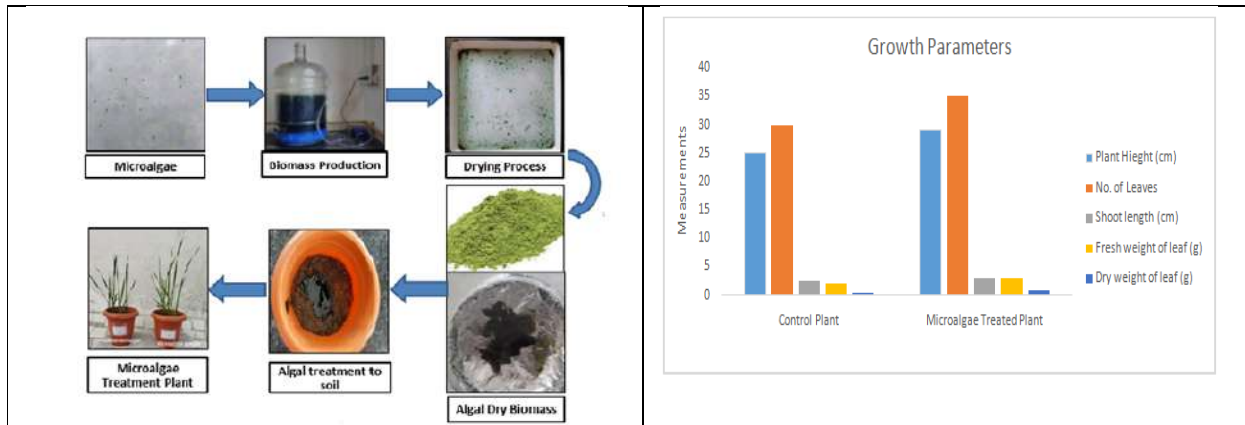 Microalgae
Biomass Production
Drying Process
Microalgae
Treatment Plant
Algal treatment to
soil
Algal Dry Biomass
Growth Parameters
40
35
30
25
20
15
10
5
0
Measurements
Control Plant
Microalgae Treated Plant
Plant Hieght (cm)
No. of Leaves
Shoot length (cm)
Fresh weight of leaf (g)
Dry weight of leaf (g)